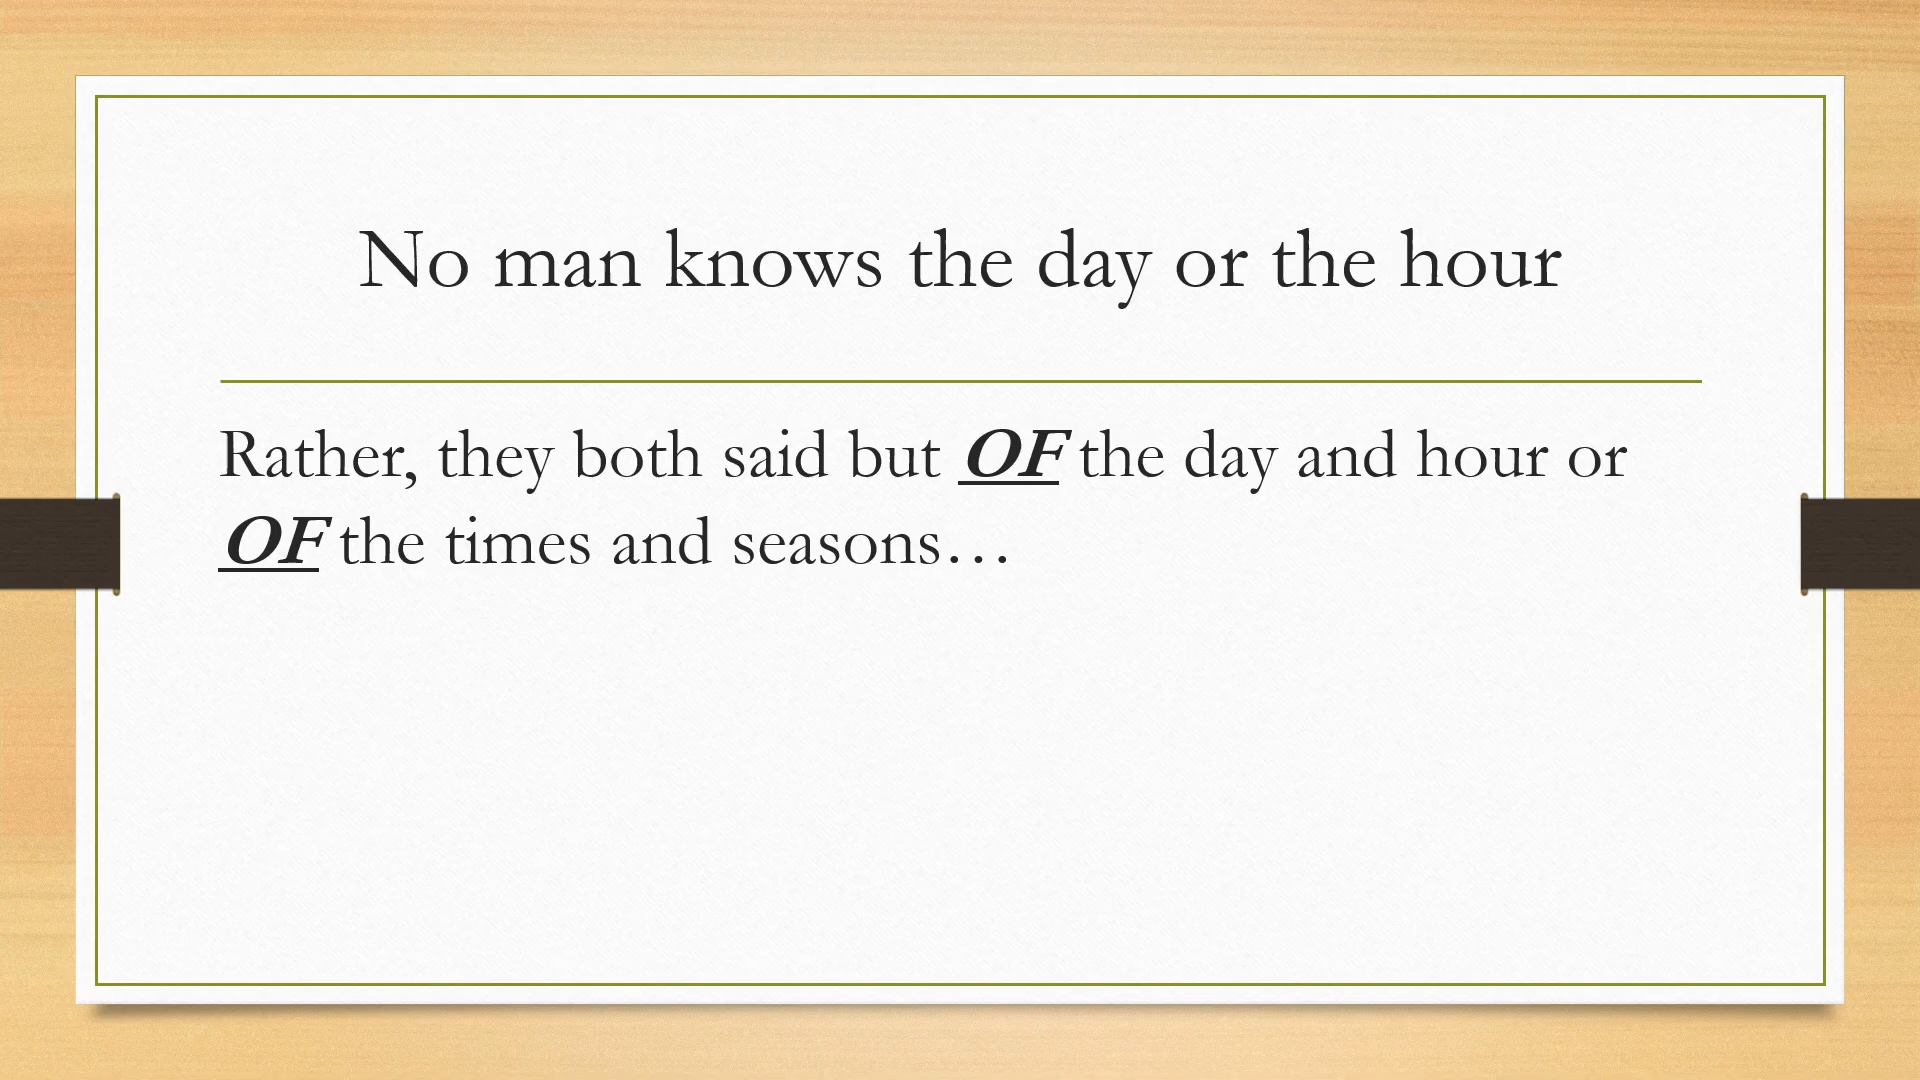 No man knows the day or the hour
Rather, they both said but OF the day and hour or
OF the times and seasons…